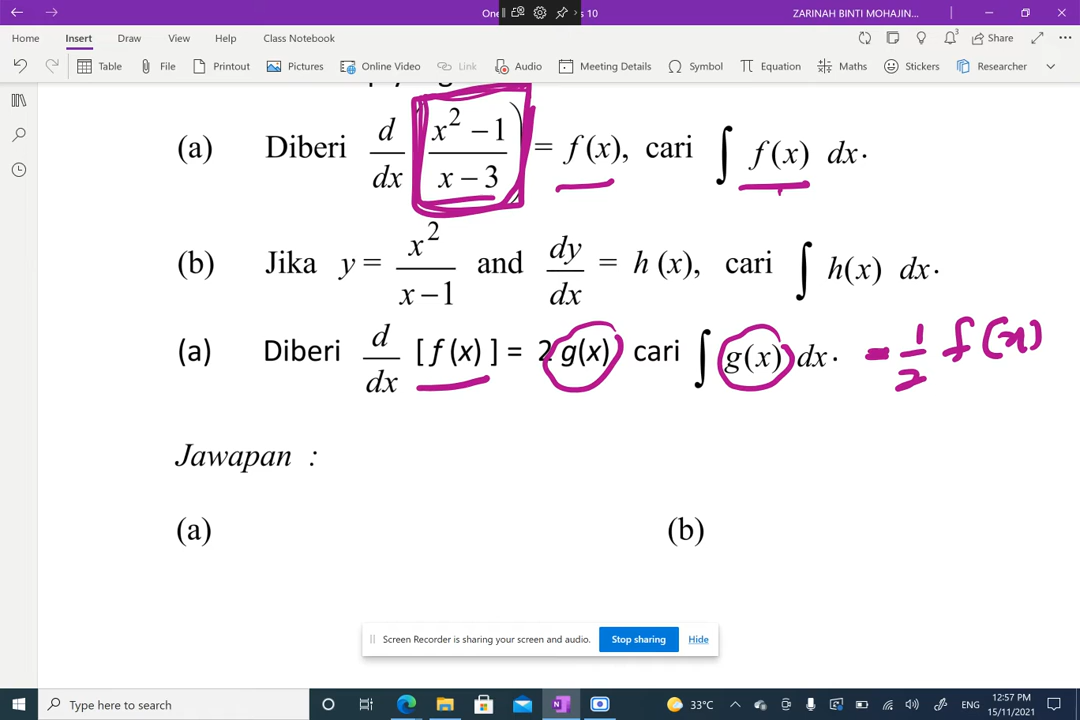 One s 10
ZARINAH BINTI MOHAJIN...
Home Insert Draw View Help Class Notebook Share
Table File Printout Pictures Online Video Link Audio Meeting Details Symbol Equation Maths Stickers Researcher
(a) Diberi d/dx (x² − 1)/(x − 3) = f(x), cari ∫ f(x) dx.
(b) Jika y = x²/(x − 1) and dy/dx = h (x), cari ∫ h(x) dx.
(a) Diberi d/dx [ f (x) ] = 2 g(x) cari ∫ g(x) dx. = 1/2 f(x)
Jawapan :
(a) (b)
Screen Recorder is sharing your screen and audio. Stop sharing Hide
Type here to search 33°C ENG 12:57 PM
15/11/2021